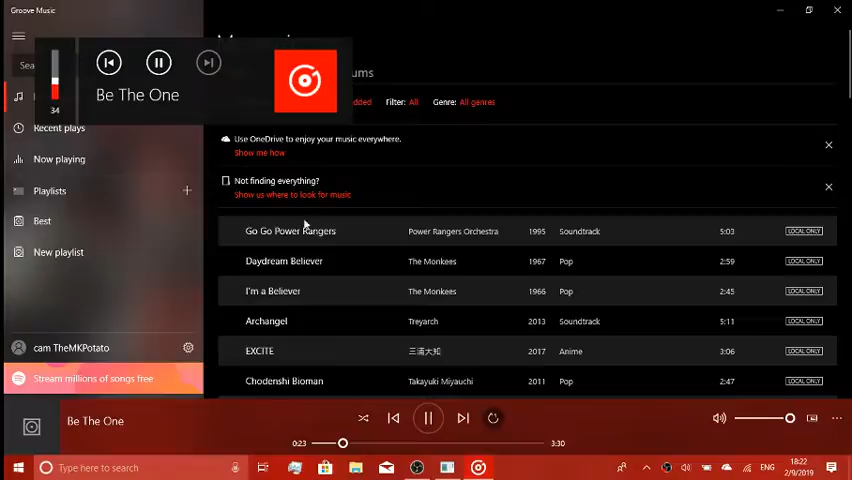 Groove Music
Sea
34
Be The One
ums
dded
Filter: All
Genre: All genres
Recent plays
Now playing
Playlists
Best
New playlist
cam TheMKPotato
Stream millions of songs free
Use OneDrive to enjoy your music everywhere.
Show me how
Not finding everything?
Show us where to look for music
Go Go Power Rangers Power Rangers Orchestra 1995 Soundtrack 5:03 LOCAL ONLY
Daydream Believer The Monkees 1967 Pop 2:59 LOCAL ONLY
I'm a Believer The Monkees 1966 Pop 2:45 LOCAL ONLY
Archangel Treyarch 2013 Soundtrack 5:11 LOCAL ONLY
EXCITE 三浦大知 2017 Anime 3:06 LOCAL ONLY
Chodenshi Bioman Takayuki Miyauchi 2011 Pop 2:47 LOCAL ONLY
Be The One
0:23
3:30
Type here to search
ENG
18:22
2/9/2019